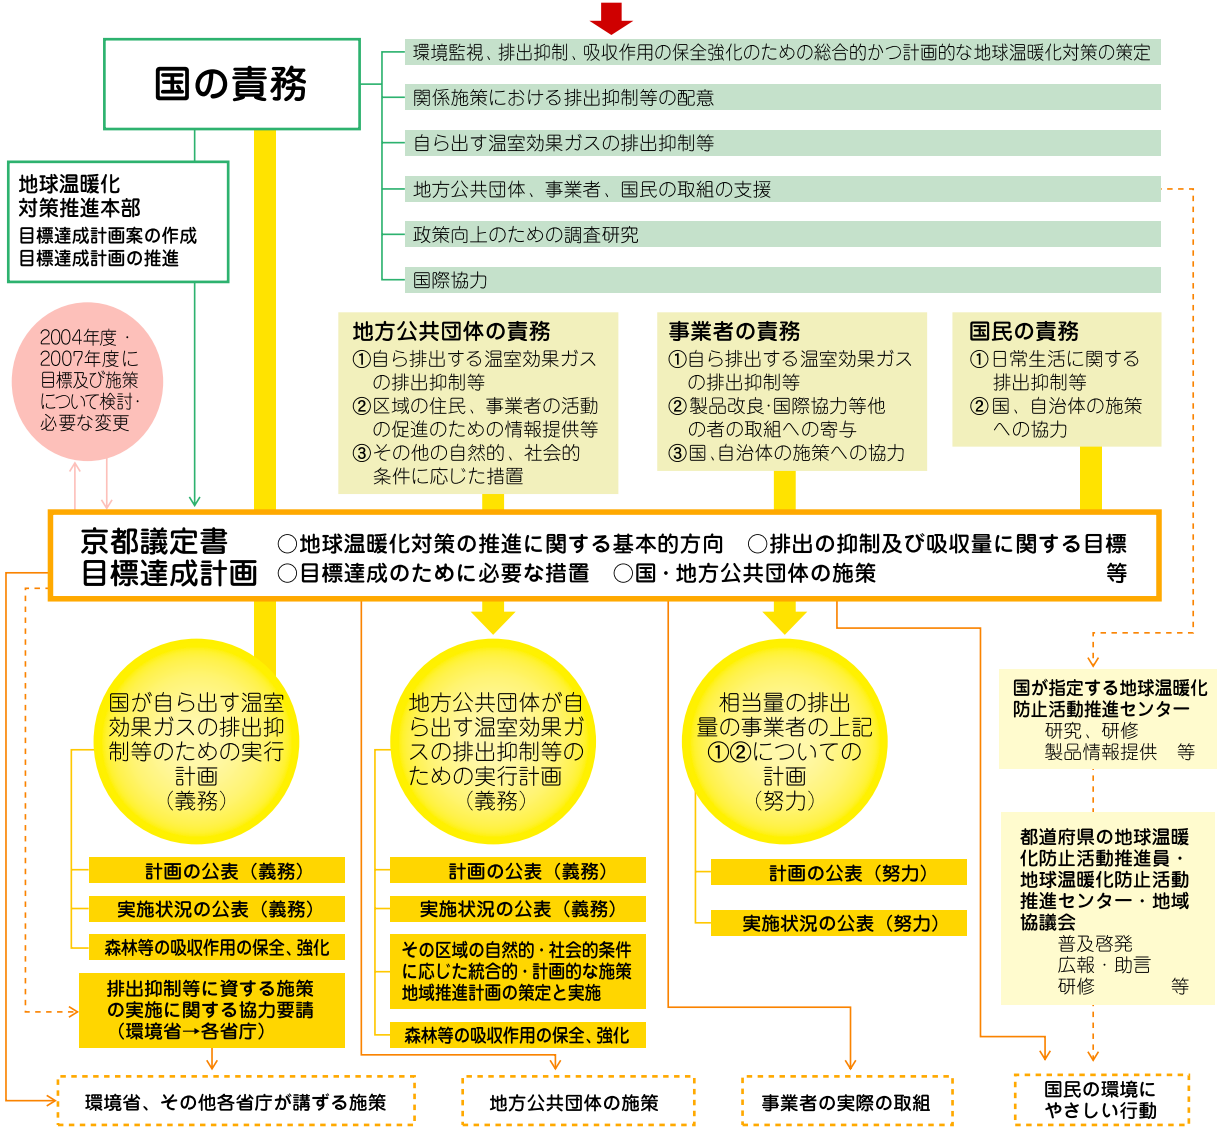 国の責務
環境監視、排出抑制、吸収作用の保全強化のための総合的かつ計画的な地球温暖化対策の策定
関係施策における排出抑制等の配意
自ら出す温室効果ガスの排出抑制等
地方公共団体、事業者、国民の取組の支援
政策向上のための調査研究
国際協力
地球温暖化
対策推進本部
目標達成計画案の作成
目標達成計画の推進
2004年度・
2007年度に
目標及び施策
について検討・
必要な変更
地方公共団体の責務
①自ら排出する温室効果ガス
の排出抑制等
②区域の住民、事業者の活動
の促進のための情報提供等
③その他の自然的、社会的
条件に応じた措置
事業者の責務
①自ら排出する温室効果ガス
の排出抑制等
②製品改良・国際協力等他
の者の取組への寄与
③国、自治体の施策への協力
国民の責務
①日常生活に関する
排出抑制等
②国、自治体の施策
への協力
京都議定書
目標達成計画
○地球温暖化対策の推進に関する基本的方向　○排出の抑制及び吸収量に関する目標
○目標達成のために必要な措置　○国・地方公共団体の施策　等
国が自ら出す温室
効果ガスの排出抑
制等のための実行
計画
（義務）
計画の公表（義務）
実施状況の公表（義務）
森林等の吸収作用の保全、強化
排出抑制等に資する施策
の実施に関する協力要請
（環境省→各省庁）
地方公共団体が自
ら出す温室効果ガ
スの排出抑制等の
ための実行計画
（義務）
計画の公表（義務）
実施状況の公表（義務）
その区域の自然的・社会的条件
に応じた統合的・計画的な施策
地域推進計画の策定と実施
森林等の吸収作用の保全、強化
相当量の排出
量の事業者の上記
①②についての
計画
（努力）
計画の公表（努力）
実施状況の公表（努力）
国が指定する地球温暖化
防止活動推進センター
研究、研修
製品情報提供　等
都道府県の地球温暖
化防止活動推進員・
地球温暖化防止活動
推進センター・地域
協議会
普及啓発
広報・助言
研修　等
環境省、その他各省庁が講ずる施策
地方公共団体の施策
事業者の実際の取組
国民の環境に
やさしい行動